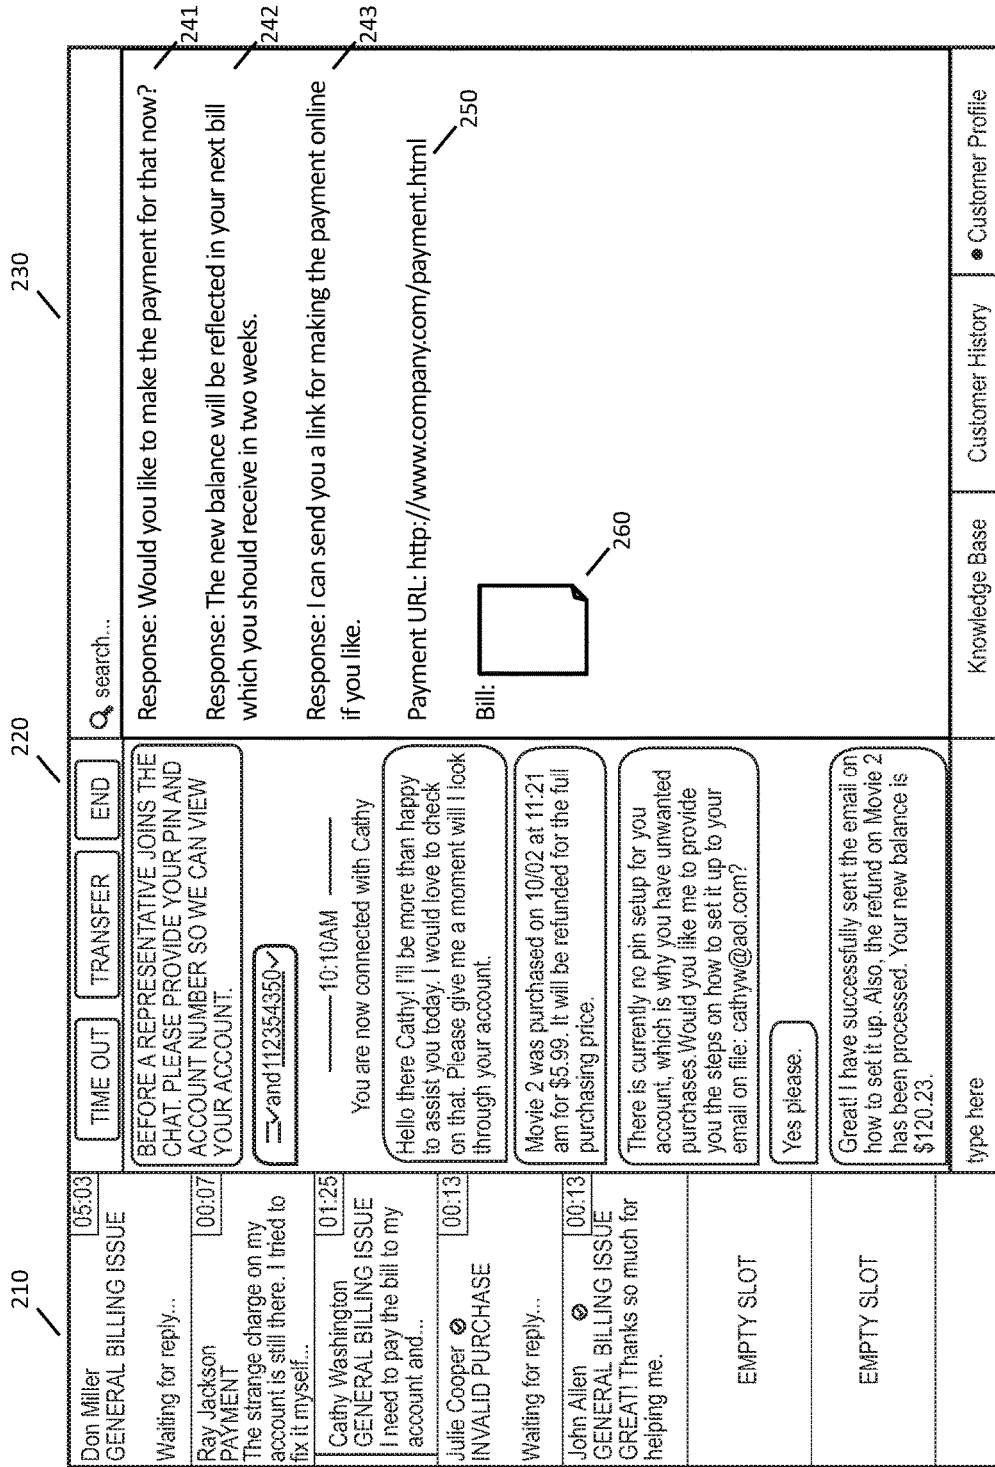 210
220
230
Don Miller
05:03
GENERAL BILLING ISSUE
Waiting for reply...
Ray Jackson
00:07
PAYMENT
The strange charge on my
account is still there. I tried to
fix it myself...
Cathy Washington
01:25
GENERAL BILLING ISSUE
I need to pay the bill to my
account and...
Julie Cooper
00:13
INVALID PURCHASE
Waiting for reply...
John Allen
00:13
GENERAL BILLING ISSUE
GREAT! Thanks so much for
helping me.
EMPTY SLOT
EMPTY SLOT
TIME OUT
TRANSFER
END
BEFORE A REPRESENTATIVE JOINS THE
CHAT. PLEASE PROVIDE YOUR PIN AND
ACCOUNT NUMBER SO WE CAN VIEW
YOUR ACCOUNT.
and 112354350
10:10AM
You are now connected with Cathy
Hello there Cathy! I'll be more than happy
to assist you today. I would love to check
on that. Please give me a moment will I look
through your account.
Movie 2 was purchased on 10/02 at 11:21
am for $5.99. It will be refunded for the full
purchasing price.
There is currently no pin setup for you
account, which is why you have unwanted
purchases.Would you like me to provide
you the steps on how to set it up to your
email on file: cathyw@aol.com?
Yes please.
Great! I have successfully sent the email on
how to set it up. Also, the refund on Movie 2
has been processed. Your new balance is
$120.23.
type here
search...
Response: Would you like to make the payment for that now?
241
Response: The new balance will be reflected in your next bill
which you should receive in two weeks.
242
Response: I can send you a link for making the payment online
if you like.
243
Payment URL: http://www.company.com/payment.html
250
Bill:
260
Knowledge Base
Customer History
Customer Profile